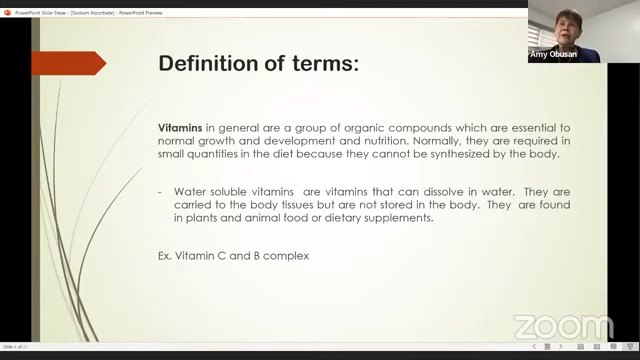 PowerPoint Slide Show - [Sodium Ascorbate] - PowerPoint Preview
Amy Obusan
Definition of terms:
Vitamins in general are a group of organic compounds which are essential to
normal growth and development and nutrition. Normally, they are required in
small quantities in the diet because they cannot be synthesized by the body.
- Water soluble vitamins are vitamins that can dissolve in water. They are
carried to the body tissues but are not stored in the body. They are found
in plants and animal food or dietary supplements.
Ex. Vitamin C and B complex
zoom